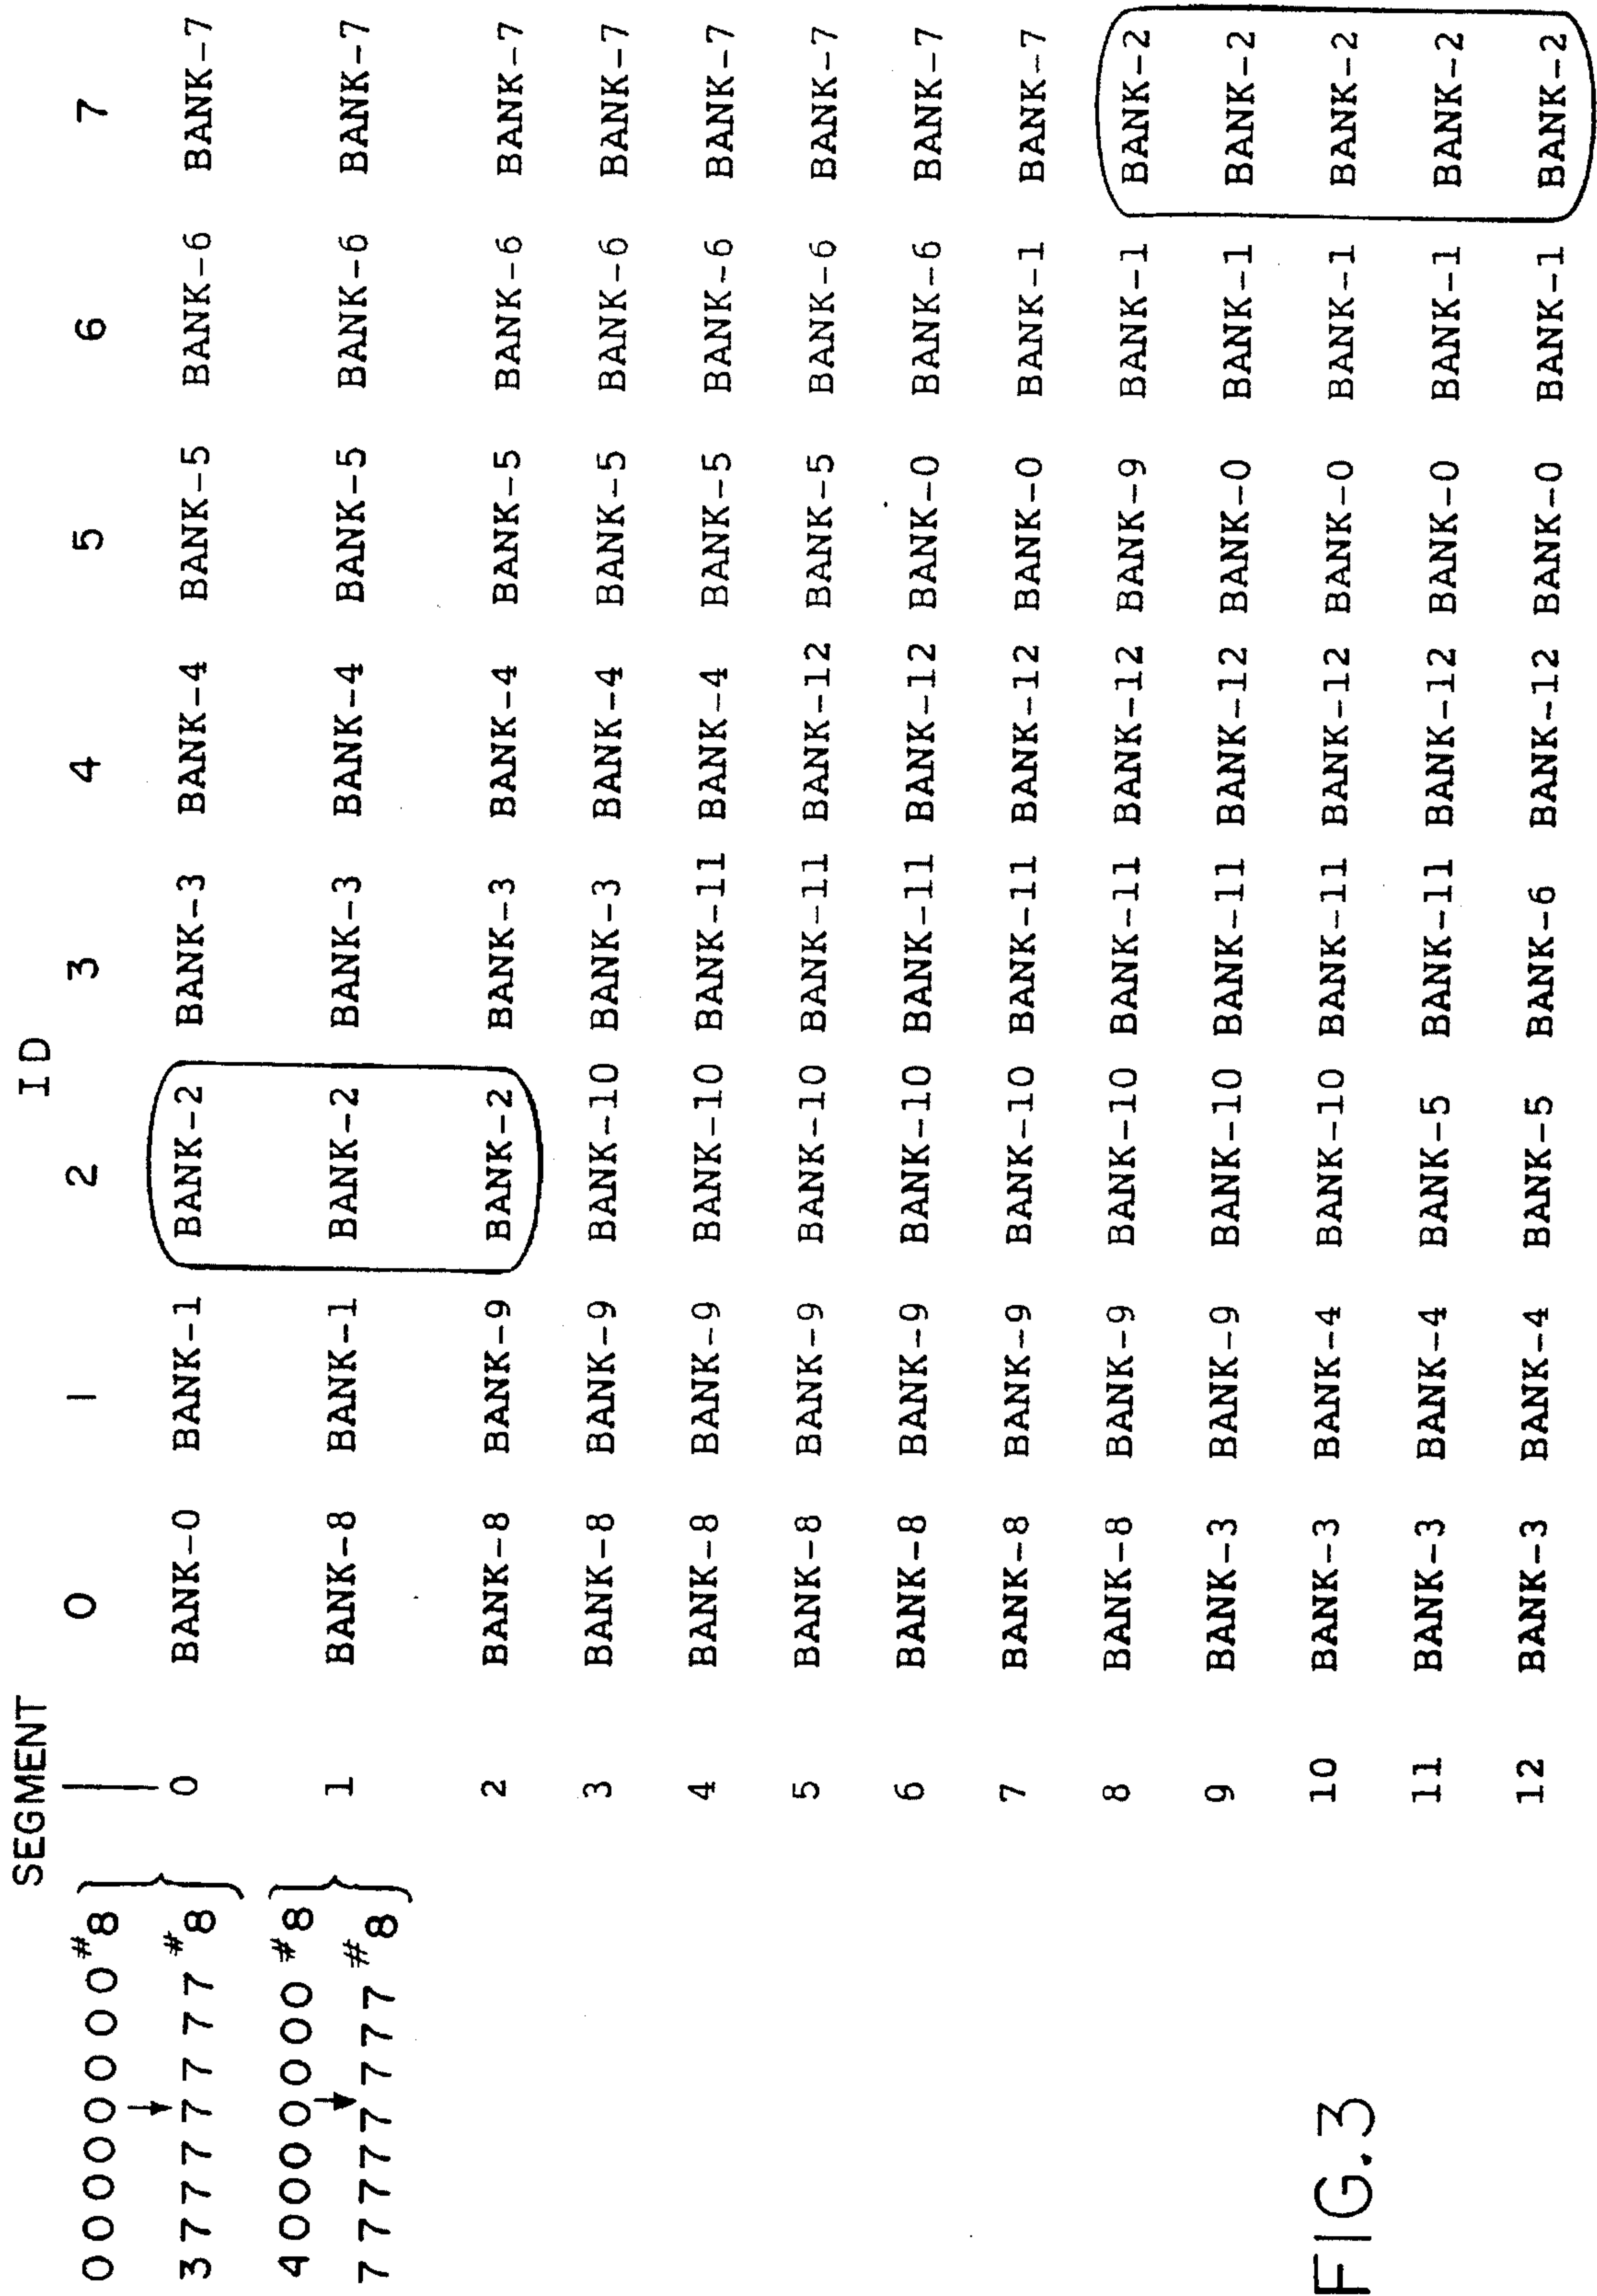 SEGMENT ID
00000000#8 0 1 2 3 4 5 6 7
37777777#8 0 BANK-0 BANK-1 BANK-2 BANK-3 BANK-4 BANK-5 BANK-6 BANK-7
40000000#8
77777777#8 1 BANK-8 BANK-1 BANK-2 BANK-3 BANK-4 BANK-5 BANK-6 BANK-7
2 BANK-8 BANK-9 BANK-2 BANK-3 BANK-4 BANK-5 BANK-6 BANK-7
3 BANK-8 BANK-9 BANK-10 BANK-3 BANK-4 BANK-5 BANK-6 BANK-7
4 BANK-8 BANK-9 BANK-10 BANK-11 BANK-4 BANK-5 BANK-6 BANK-7
5 BANK-8 BANK-9 BANK-10 BANK-11 BANK-12 BANK-5 BANK-6 BANK-7
6 BANK-8 BANK-9 BANK-10 BANK-11 BANK-12 BANK-0 BANK-6 BANK-7
7 BANK-8 BANK-9 BANK-10 BANK-11 BANK-12 BANK-0 BANK-1 BANK-7
8 BANK-8 BANK-9 BANK-10 BANK-11 BANK-12 BANK-9 BANK-1 BANK-2
9 BANK-3 BANK-9 BANK-10 BANK-11 BANK-12 BANK-0 BANK-1 BANK-2
10 BANK-3 BANK-4 BANK-10 BANK-11 BANK-12 BANK-0 BANK-1 BANK-2
11 BANK-3 BANK-4 BANK-5 BANK-11 BANK-12 BANK-0 BANK-1 BANK-2
12 BANK-3 BANK-4 BANK-5 BANK-6 BANK-12 BANK-0 BANK-1 BANK-2
FIG.3